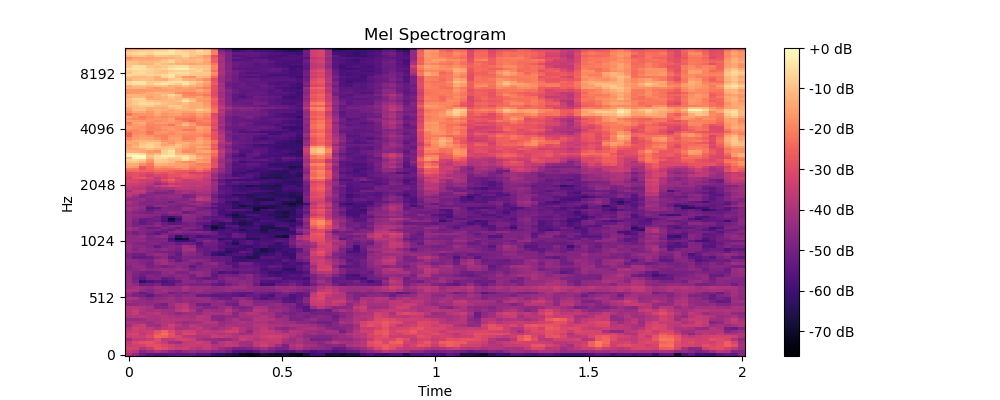 Mel Spectrogram
8192
4096
2048
1024
512
0
Hz
0
0.5
1
1.5
2
Time
+0 dB
-10 dB
-20 dB
-30 dB
-40 dB
-50 dB
-60 dB
-70 dB